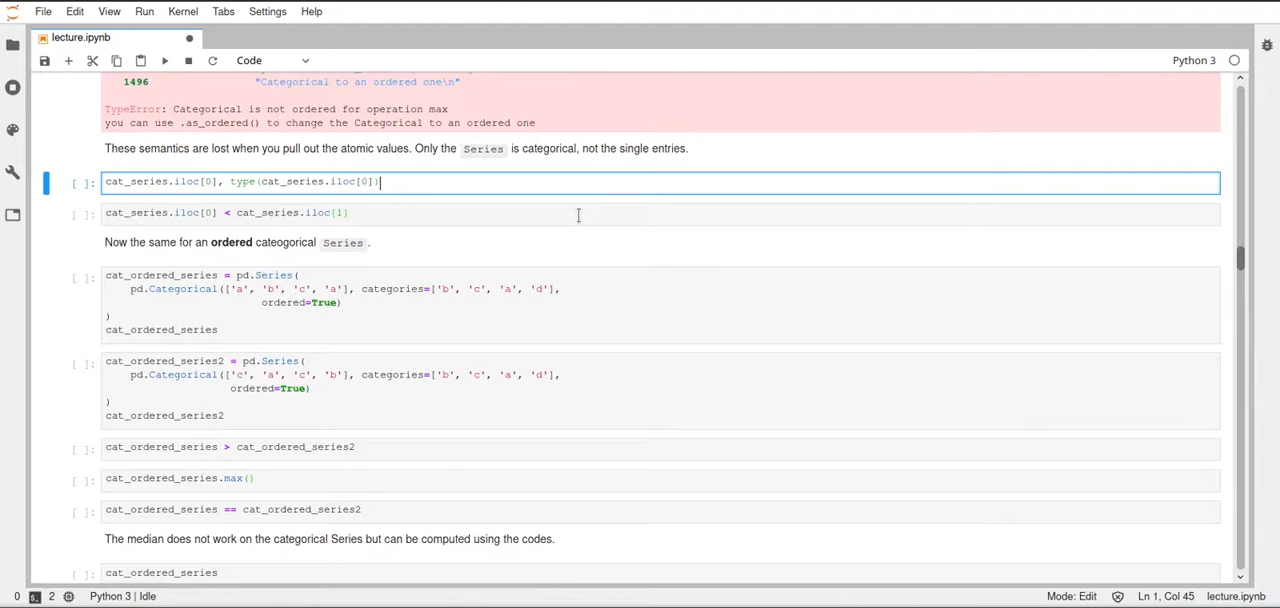 File Edit View Run Kernel Tabs Settings Help
lecture.ipynb
Code
Python 3
1496 "Categorical to an ordered one\n"
TypeError: Categorical is not ordered for operation max
you can use .as_ordered() to change the Categorical to an ordered one
These semantics are lost when you pull out the atomic values. Only the Series is categorical, not the single entries.
[ ]: cat_series.iloc[0], type(cat_series.iloc[0])
[ ]: cat_series.iloc[0] < cat_series.iloc[1]
Now the same for an ordered cateogorical Series.
[ ]: cat_ordered_series = pd.Series(
pd.Categorical(['a', 'b', 'c', 'a'], categories=['b', 'c', 'a', 'd'],
ordered=True)
)
cat_ordered_series
[ ]: cat_ordered_series2 = pd.Series(
pd.Categorical(['c', 'a', 'c', 'b'], categories=['b', 'c', 'a', 'd'],
ordered=True)
)
cat_ordered_series2
[ ]: cat_ordered_series > cat_ordered_series2
[ ]: cat_ordered_series.max()
[ ]: cat_ordered_series == cat_ordered_series2
The median does not work on the categorical Series but can be computed using the codes.
[ ]: cat_ordered_series
0 2 Python 3 | Idle Mode: Edit Ln 1, Col 45 lecture.ipynb